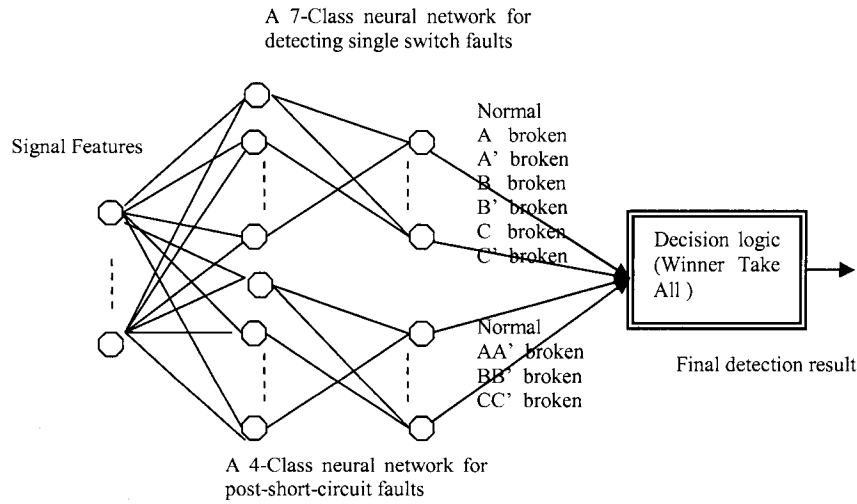 A 7-Class neural network for
detecting single switch faults
Signal Features
Normal
A broken
A' broken
B broken
B' broken
C broken
C' broken
Decision logic
(Winner Take
All )
Normal
AA' broken
BB' broken
CC' broken
Final detection result
A 4-Class neural network for
post-short-circuit faults